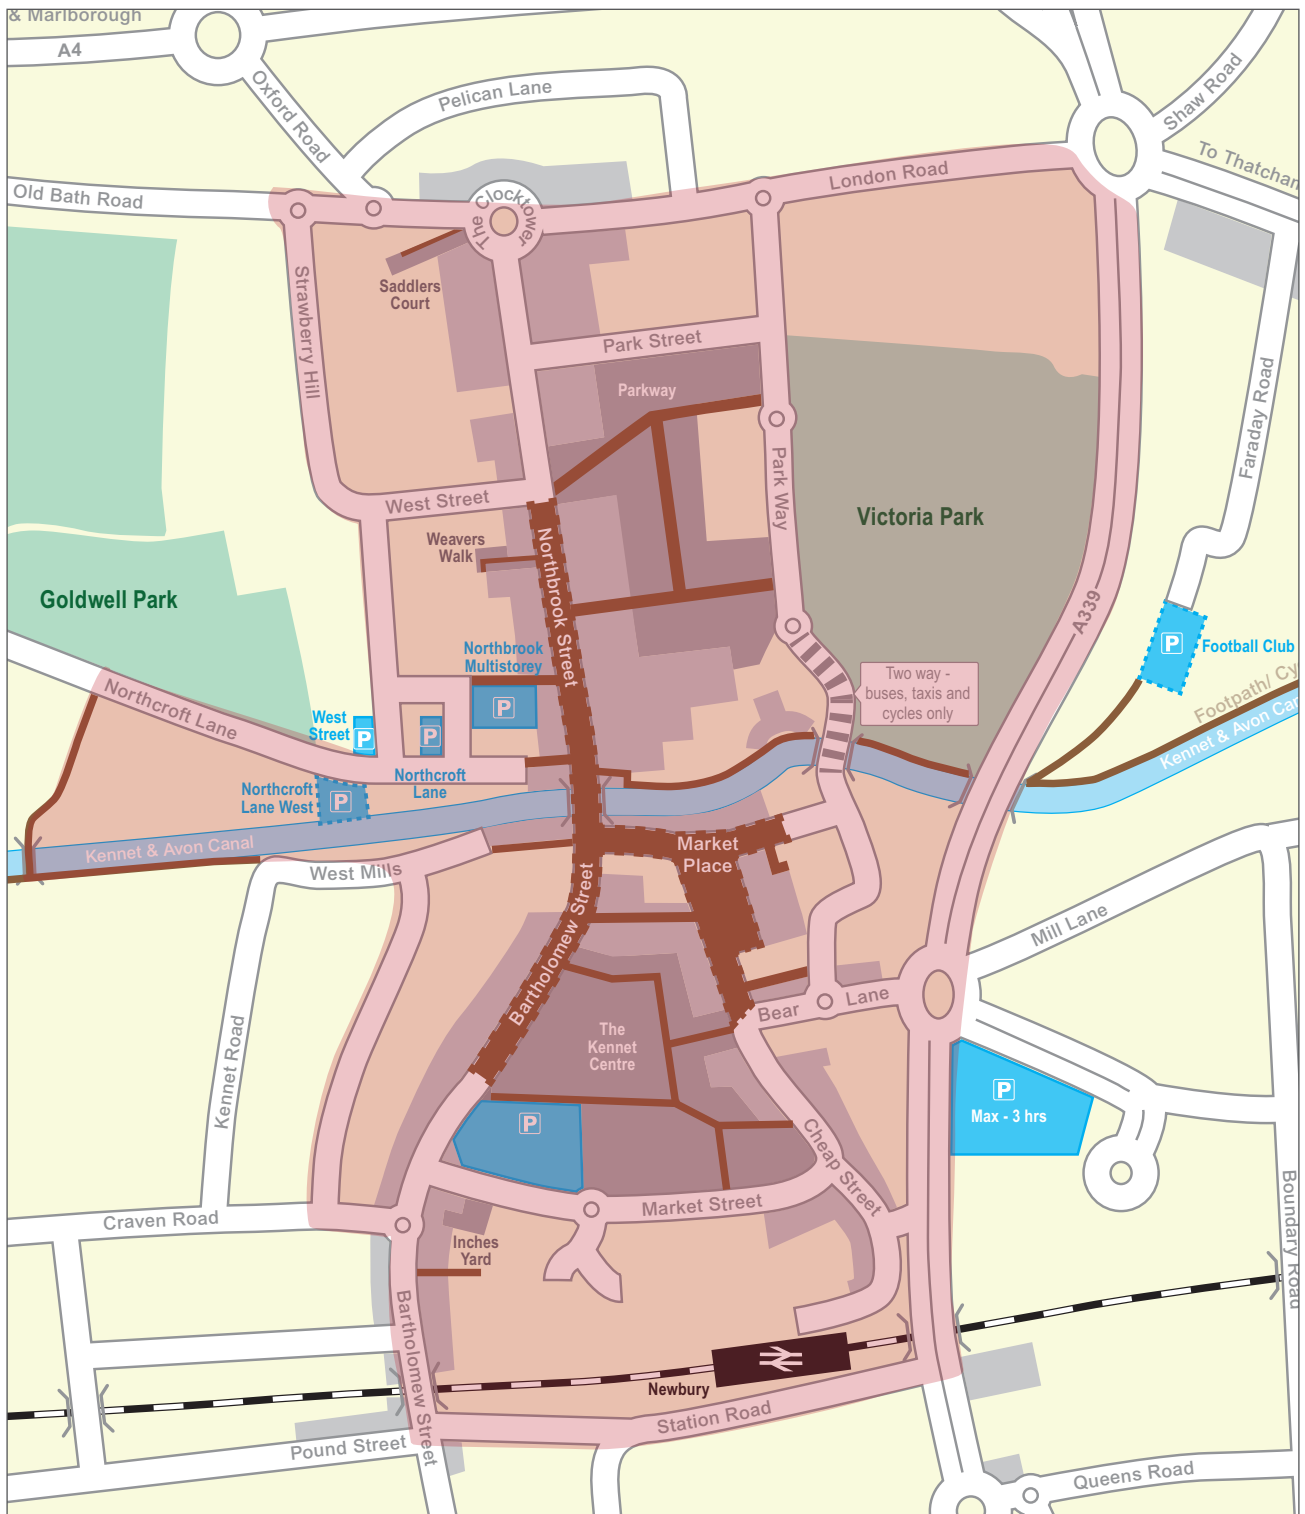 & Marlborough
A4
Oxford Road
Pelican Lane
Shaw Road
To Thatcham
Old Bath Road
The Clocktower
London Road
Saddlers
Court
Strawberry Hill
Park Street
Parkway
Faraday Road
West Street
Park Way
Victoria Park
Weavers
Walk
Northbrook Street
Goldwell Park
A339
Northbrook
Multistorey
P
Football Club
Two way -
buses, taxis and
cycles only
Northcroft Lane
West
Street
P
P
P
Footpath/ Cy
Kennet & Avon Can
Northcroft
Lane
Northcroft
Lane West
P
Kennet & Avon Canal
Market
Place
West Mills
Bartholomew Street
Mill Lane
Bear Lane
The
Kennet
Centre
Kennet Road
P
Max - 3 hrs
P
Cheap Street
Market Street
Craven Road
Inches
Yard
Boundary Road
Bartholomew Street
Newbury
Station Road
Pound Street
Queens Road